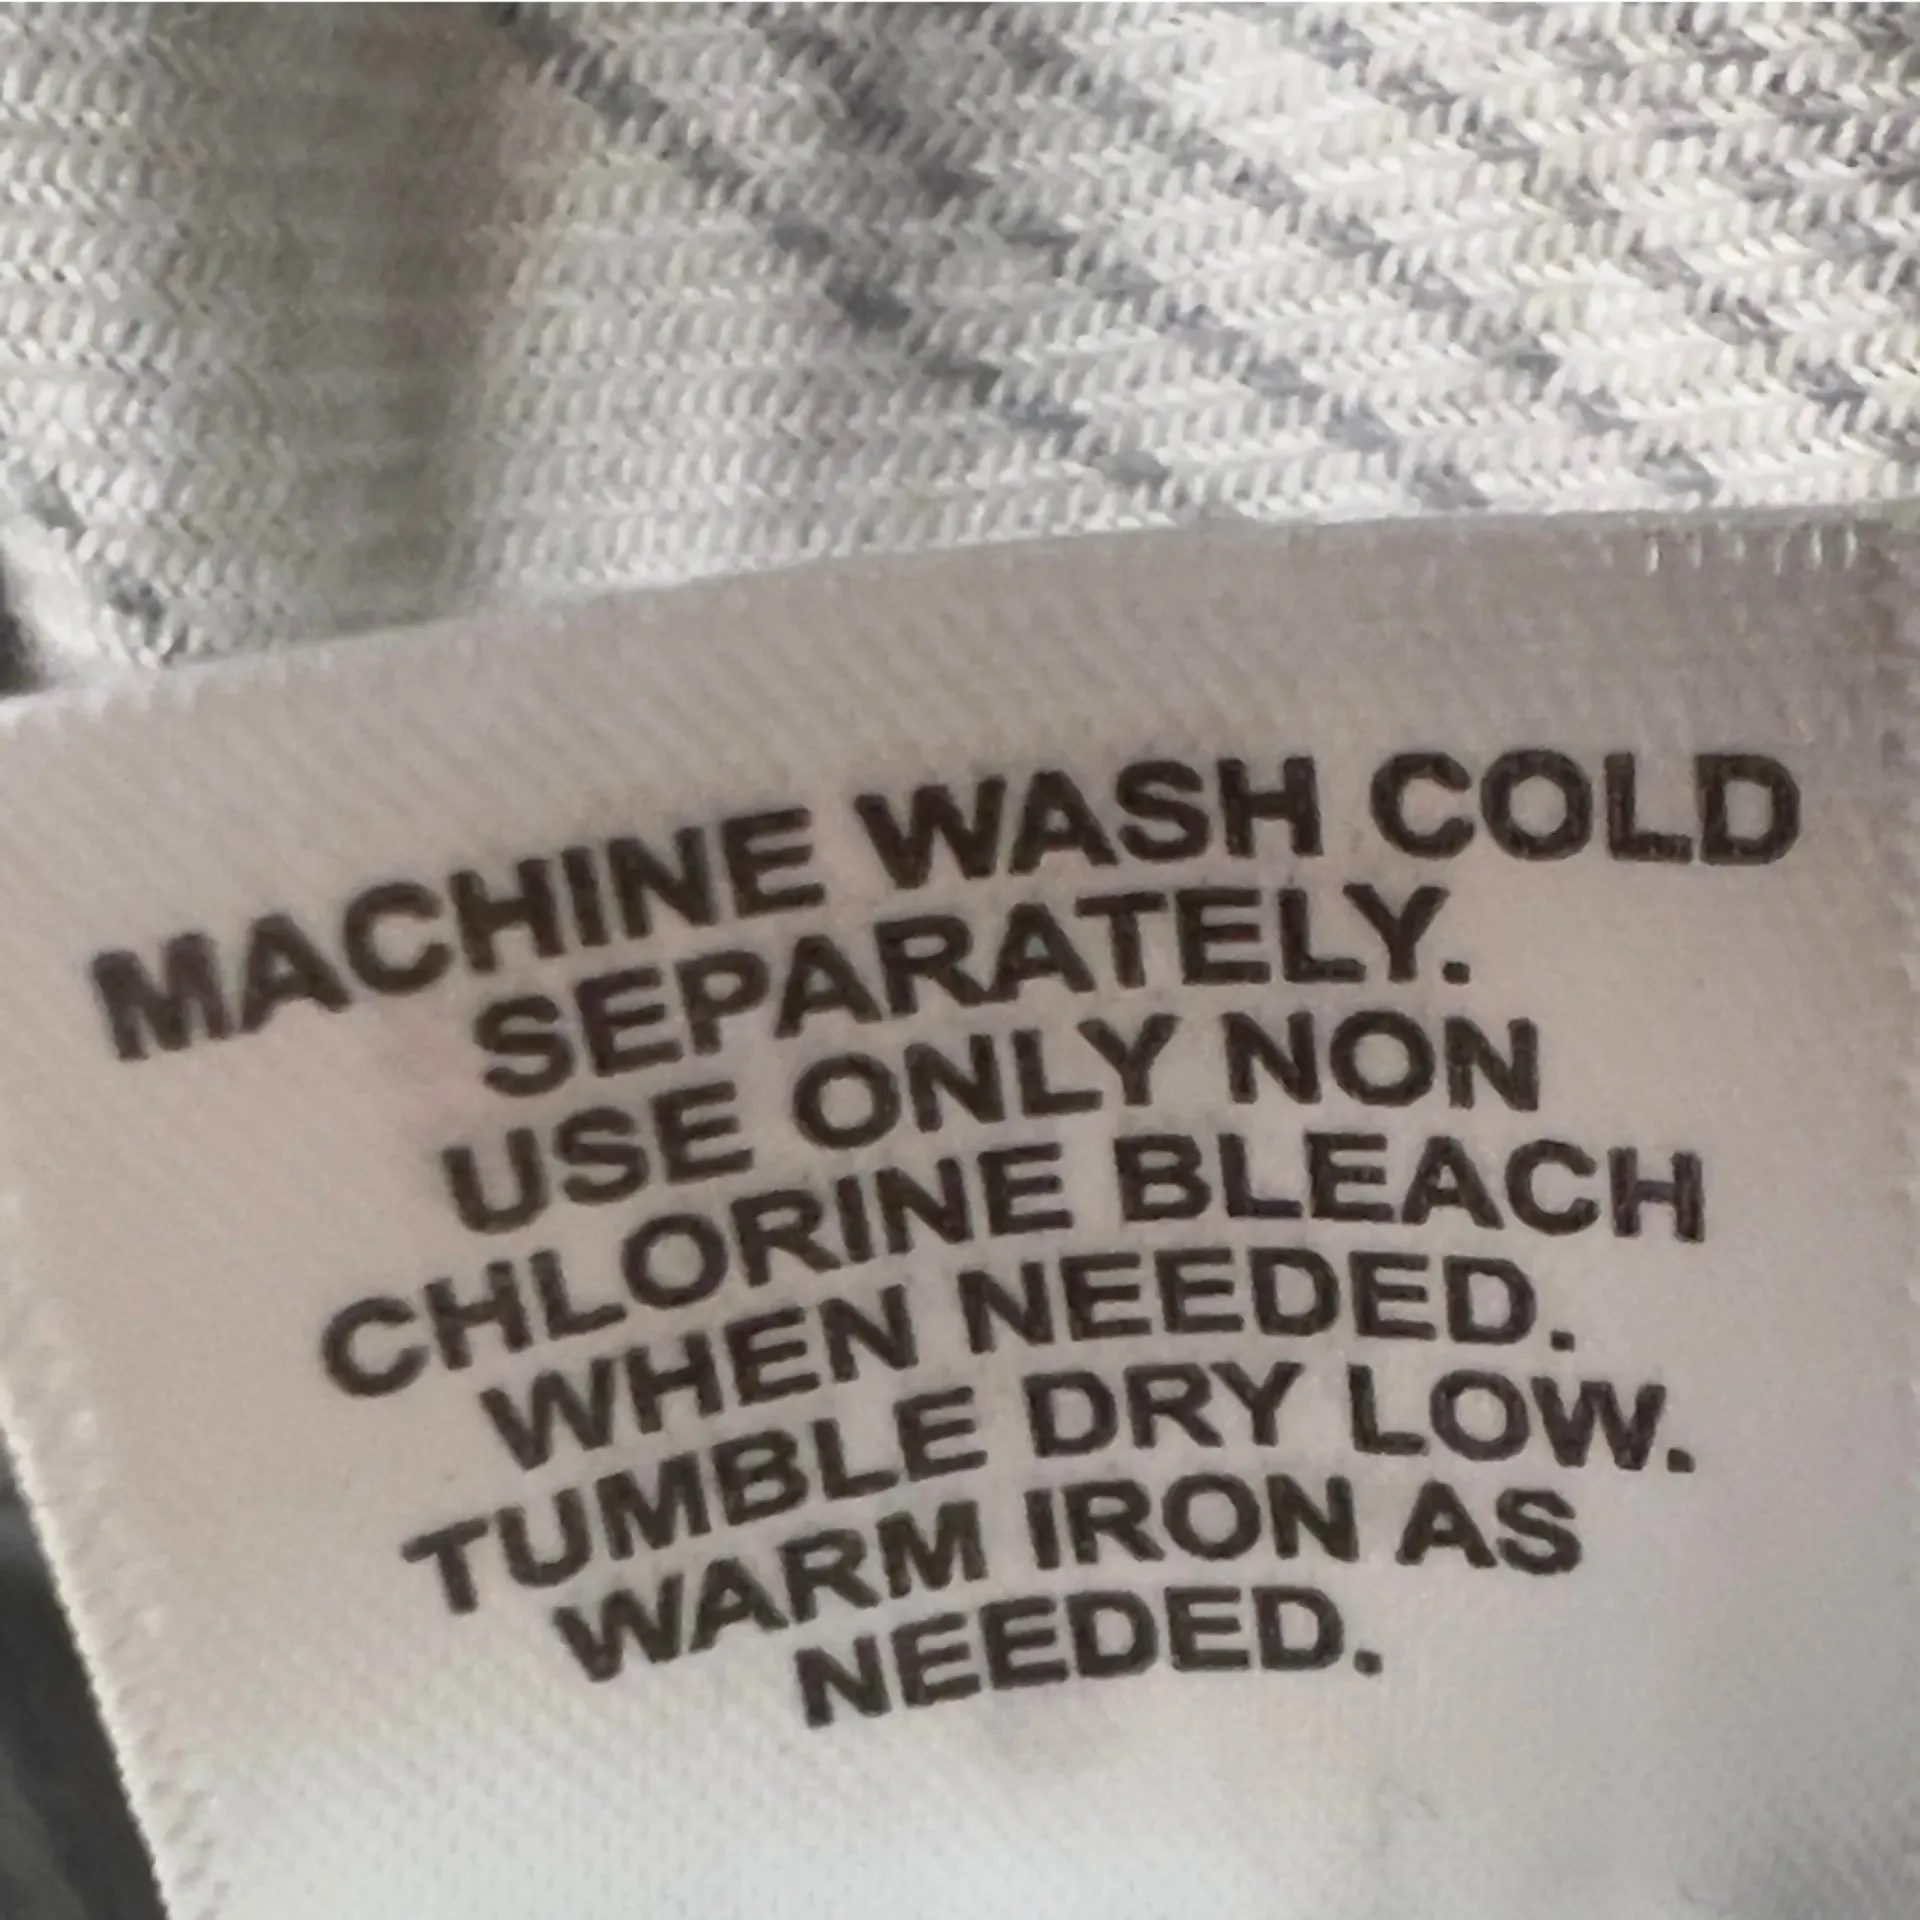 MACHINE WASH COLD
SEPARATELY.
USE ONLY NON
CHLORINE BLEACH
WHEN NEEDED.
TUMBLE DRY LOW.
WARM IRON AS
NEEDED.